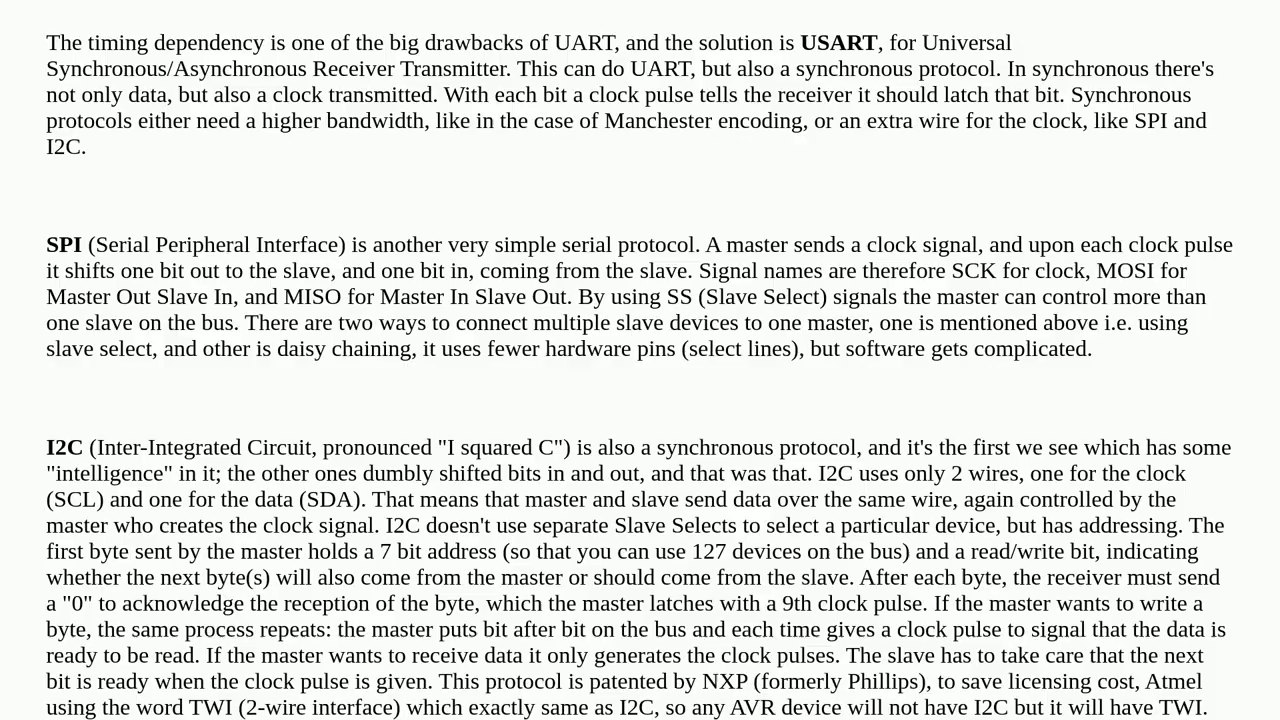 The timing dependency is one of the big drawbacks of UART, and the solution is USART, for Universal
Synchronous/Asynchronous Receiver Transmitter. This can do UART, but also a synchronous protocol. In synchronous there's
not only data, but also a clock transmitted. With each bit a clock pulse tells the receiver it should latch that bit. Synchronous
protocols either need a higher bandwidth, like in the case of Manchester encoding, or an extra wire for the clock, like SPI and
I2C.
SPI (Serial Peripheral Interface) is another very simple serial protocol. A master sends a clock signal, and upon each clock pulse
it shifts one bit out to the slave, and one bit in, coming from the slave. Signal names are therefore SCK for clock, MOSI for
Master Out Slave In, and MISO for Master In Slave Out. By using SS (Slave Select) signals the master can control more than
one slave on the bus. There are two ways to connect multiple slave devices to one master, one is mentioned above i.e. using
slave select, and other is daisy chaining, it uses fewer hardware pins (select lines), but software gets complicated.
I2C (Inter-Integrated Circuit, pronounced "I squared C") is also a synchronous protocol, and it's the first we see which has some
"intelligence" in it; the other ones dumbly shifted bits in and out, and that was that. I2C uses only 2 wires, one for the clock
(SCL) and one for the data (SDA). That means that master and slave send data over the same wire, again controlled by the
master who creates the clock signal. I2C doesn't use separate Slave Selects to select a particular device, but has addressing. The
first byte sent by the master holds a 7 bit address (so that you can use 127 devices on the bus) and a read/write bit, indicating
whether the next byte(s) will also come from the master or should come from the slave. After each byte, the receiver must send
a "0" to acknowledge the reception of the byte, which the master latches with a 9th clock pulse. If the master wants to write a
byte, the same process repeats: the master puts bit after bit on the bus and each time gives a clock pulse to signal that the data is
ready to be read. If the master wants to receive data it only generates the clock pulses. The slave has to take care that the next
bit is ready when the clock pulse is given. This protocol is patented by NXP (formerly Phillips), to save licensing cost, Atmel
using the word TWI (2-wire interface) which exactly same as I2C, so any AVR device will not have I2C but it will have TWI.